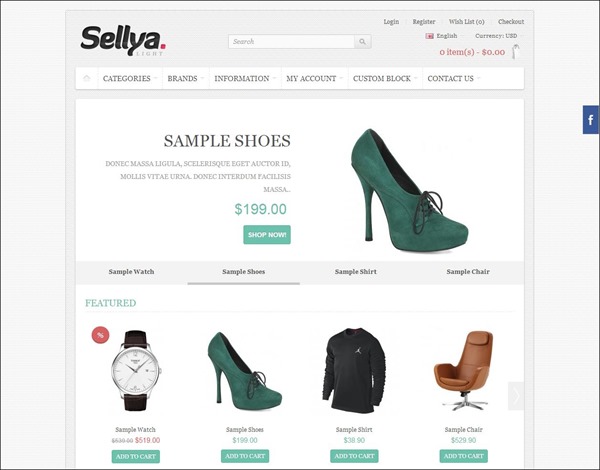 Login Register Wish List (0) Checkout
Sellya.
LIGHT
Search
English Currency: USD
0 item(s) - $0.00
CATEGORIES BRANDS INFORMATION MY ACCOUNT CUSTOM BLOCK CONTACT US
f
SAMPLE SHOES
DONEC MASSA LIGULA, SCELERISQUE EGET AUCTOR ID,
MOLLIS VITAE URNA. DONEC INTERDUM FACILISIS
MASSA..
$199.00
SHOP NOW!
Sample Watch Sample Shoes Sample Shirt Sample Chair
FEATURED
%
Sample Watch Sample Shoes Sample Shirt Sample Chair
$539.00 $519.00 $199.00 $38.90 $529.90
ADD TO CART ADD TO CART ADD TO CART ADD TO CART